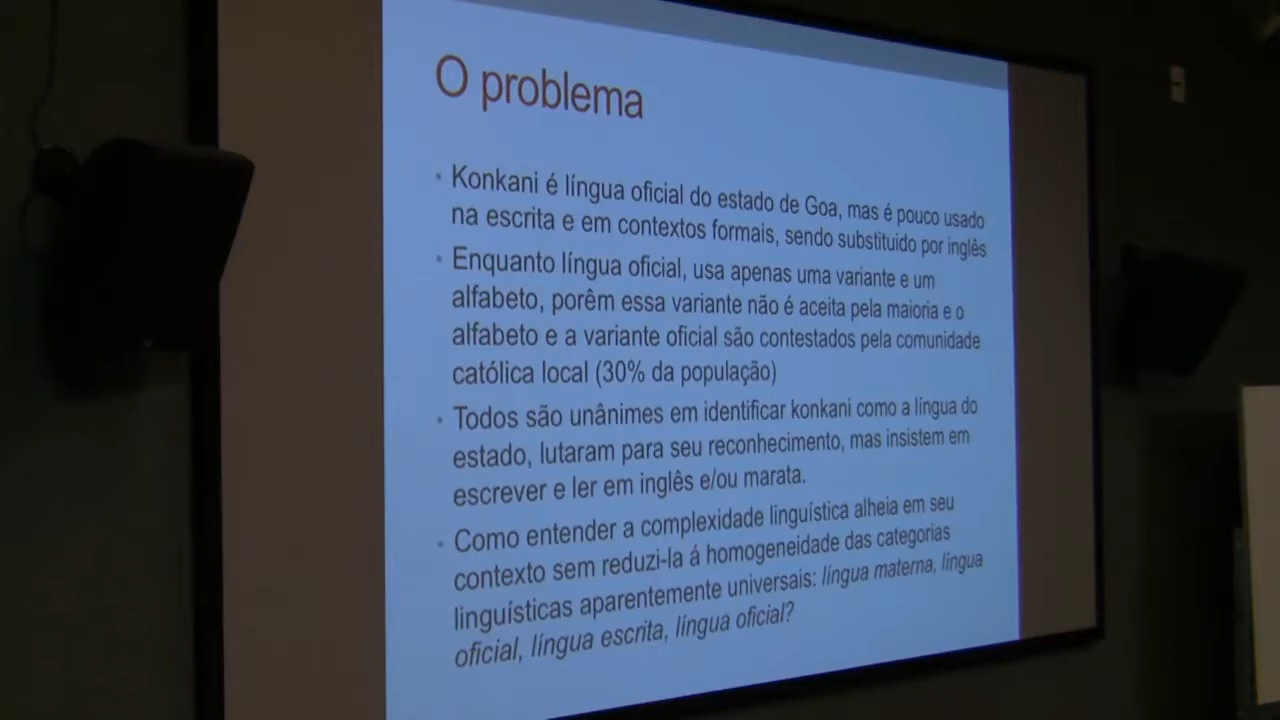 O problema
• Konkani é língua oficial do estado de Goa, mas é pouco usado
na escrita e em contextos formais, sendo substituido por inglês
• Enquanto língua oficial, usa apenas uma variante e um
alfabeto, porêm essa variante não é aceita pela maioria e o
alfabeto e a variante oficial são contestados pela comunidade
católica local (30% da população)
• Todos são unânimes em identificar konkani como a língua do
estado, lutaram para seu reconhecimento, mas insistem em
escrever e ler em inglês e/ou marata.
• Como entender a complexidade linguística alheia em seu
contexto sem reduzi-la á homogeneidade das categorias
linguísticas aparentemente universais: língua materna, língua
oficial, língua escrita, língua oficial?